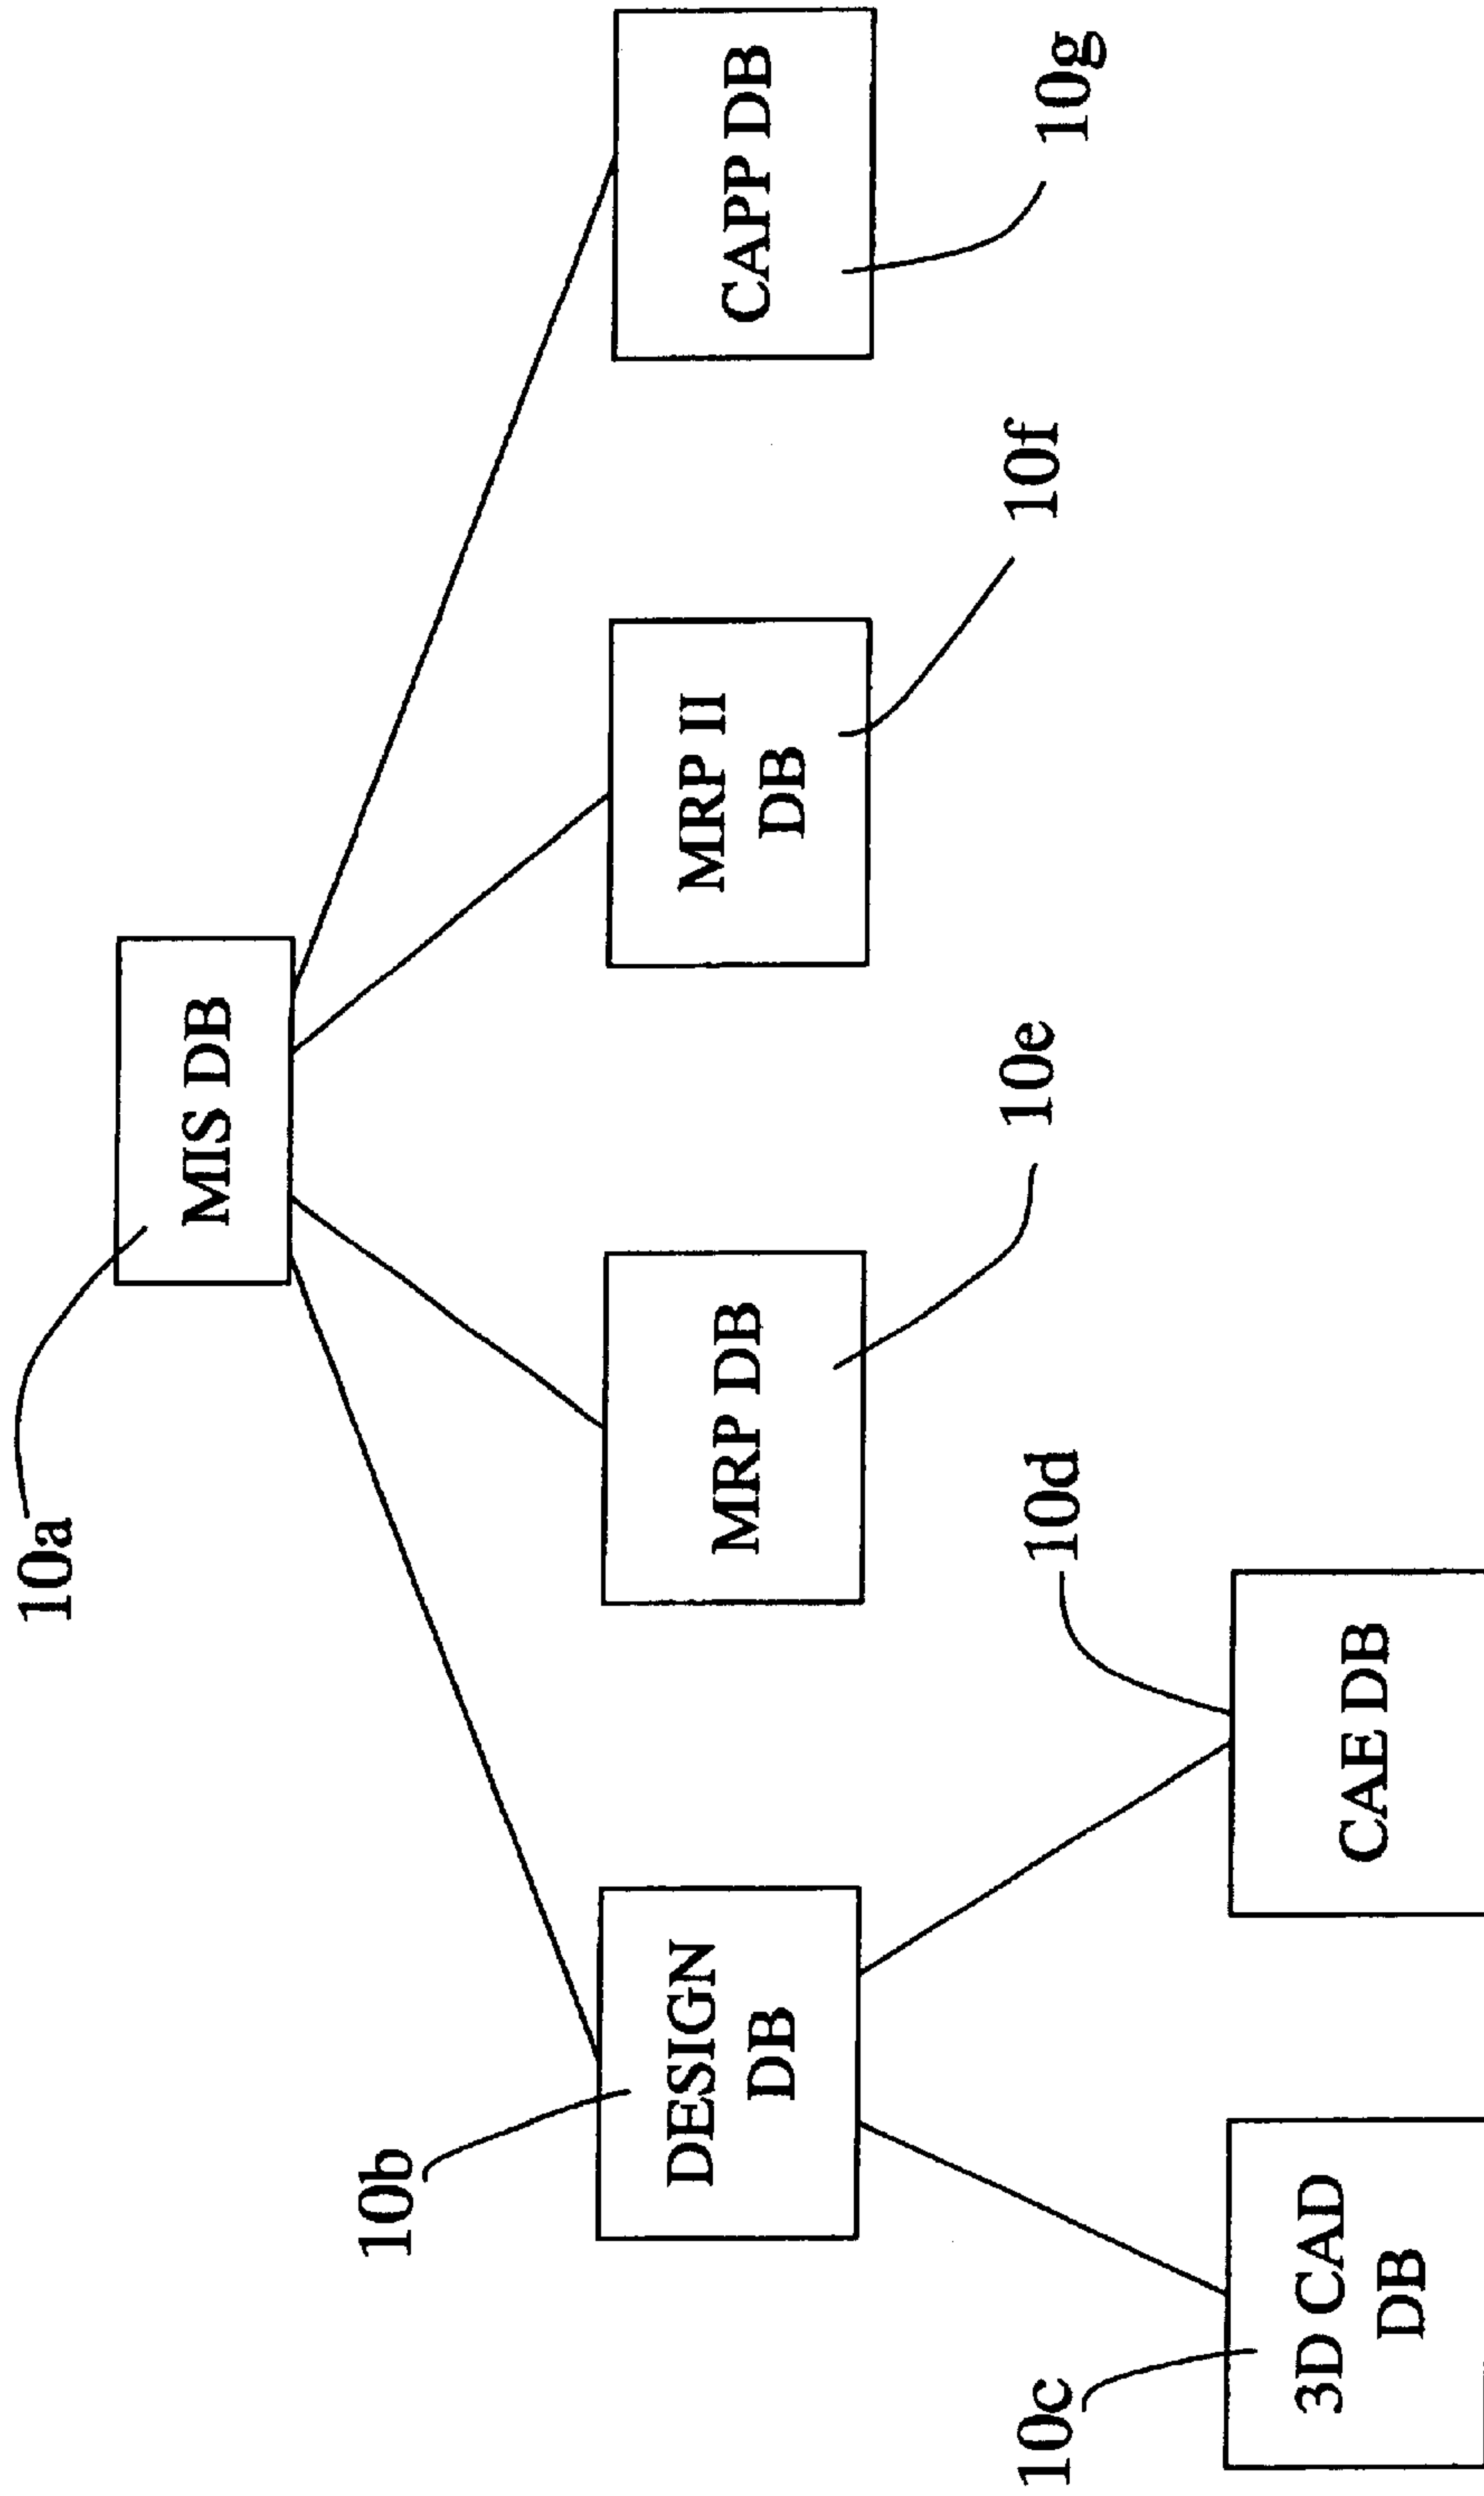 10a
MIS DB
10b
DESIGN
DB
MRP DB
MRP II
DB
CAPP DB
10c
10d
10e
10f
10g
3D CAD
DB
CAE DB